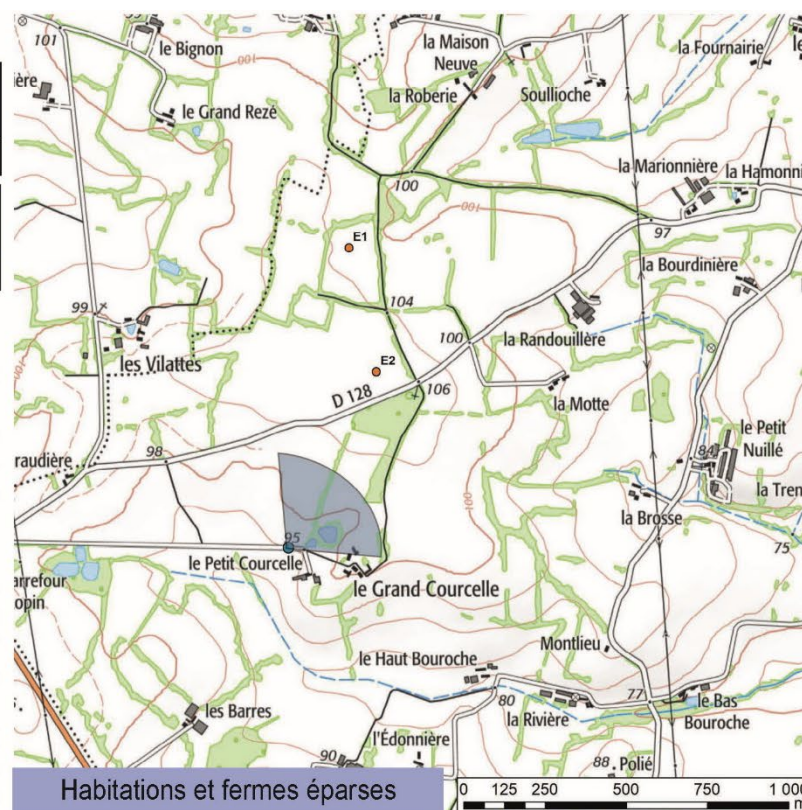 101
le Bignon
la Maison
Neuve
la Fournairie
le Grand Rezé
la Roberie
Soullioche
001
100
la Marionnière
la Hamonni
001
97
E1
la Bourdinière
99
104
100
la Randouillère
les Vilattes
E2
D 128
106
la Motte
98
raudière
84
le Petit
Nuillé
la Tren
001
la Brosse
95
75
le Petit Courcelle
le Grand Courcelle
arrefour
opin
Montlieu
le Haut Bouroche
les Barres
80
la Rivière
77
le Bas
Bouroche
l'Édonnière
90
88
Polié
Habitations et fermes éparses
0 125 250 500 750 1 000